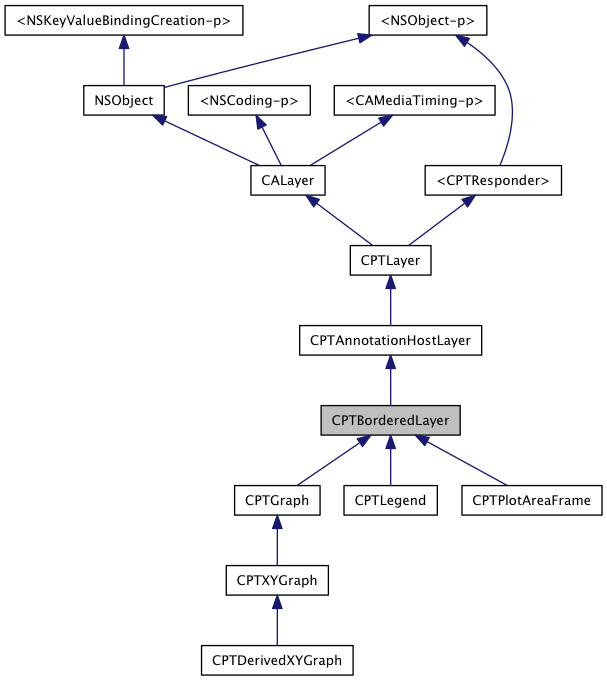 <NSKeyValueBindingCreation-p>
<NSObject-p>
NSObject
<NSCoding-p>
<CAMediaTiming-p>
CALayer
<CPTResponder>
CPTLayer
CPTAnnotationHostLayer
CPTBorderedLayer
CPTGraph
CPTLegend
CPTPlotAreaFrame
CPTXYGraph
CPTDerivedXYGraph